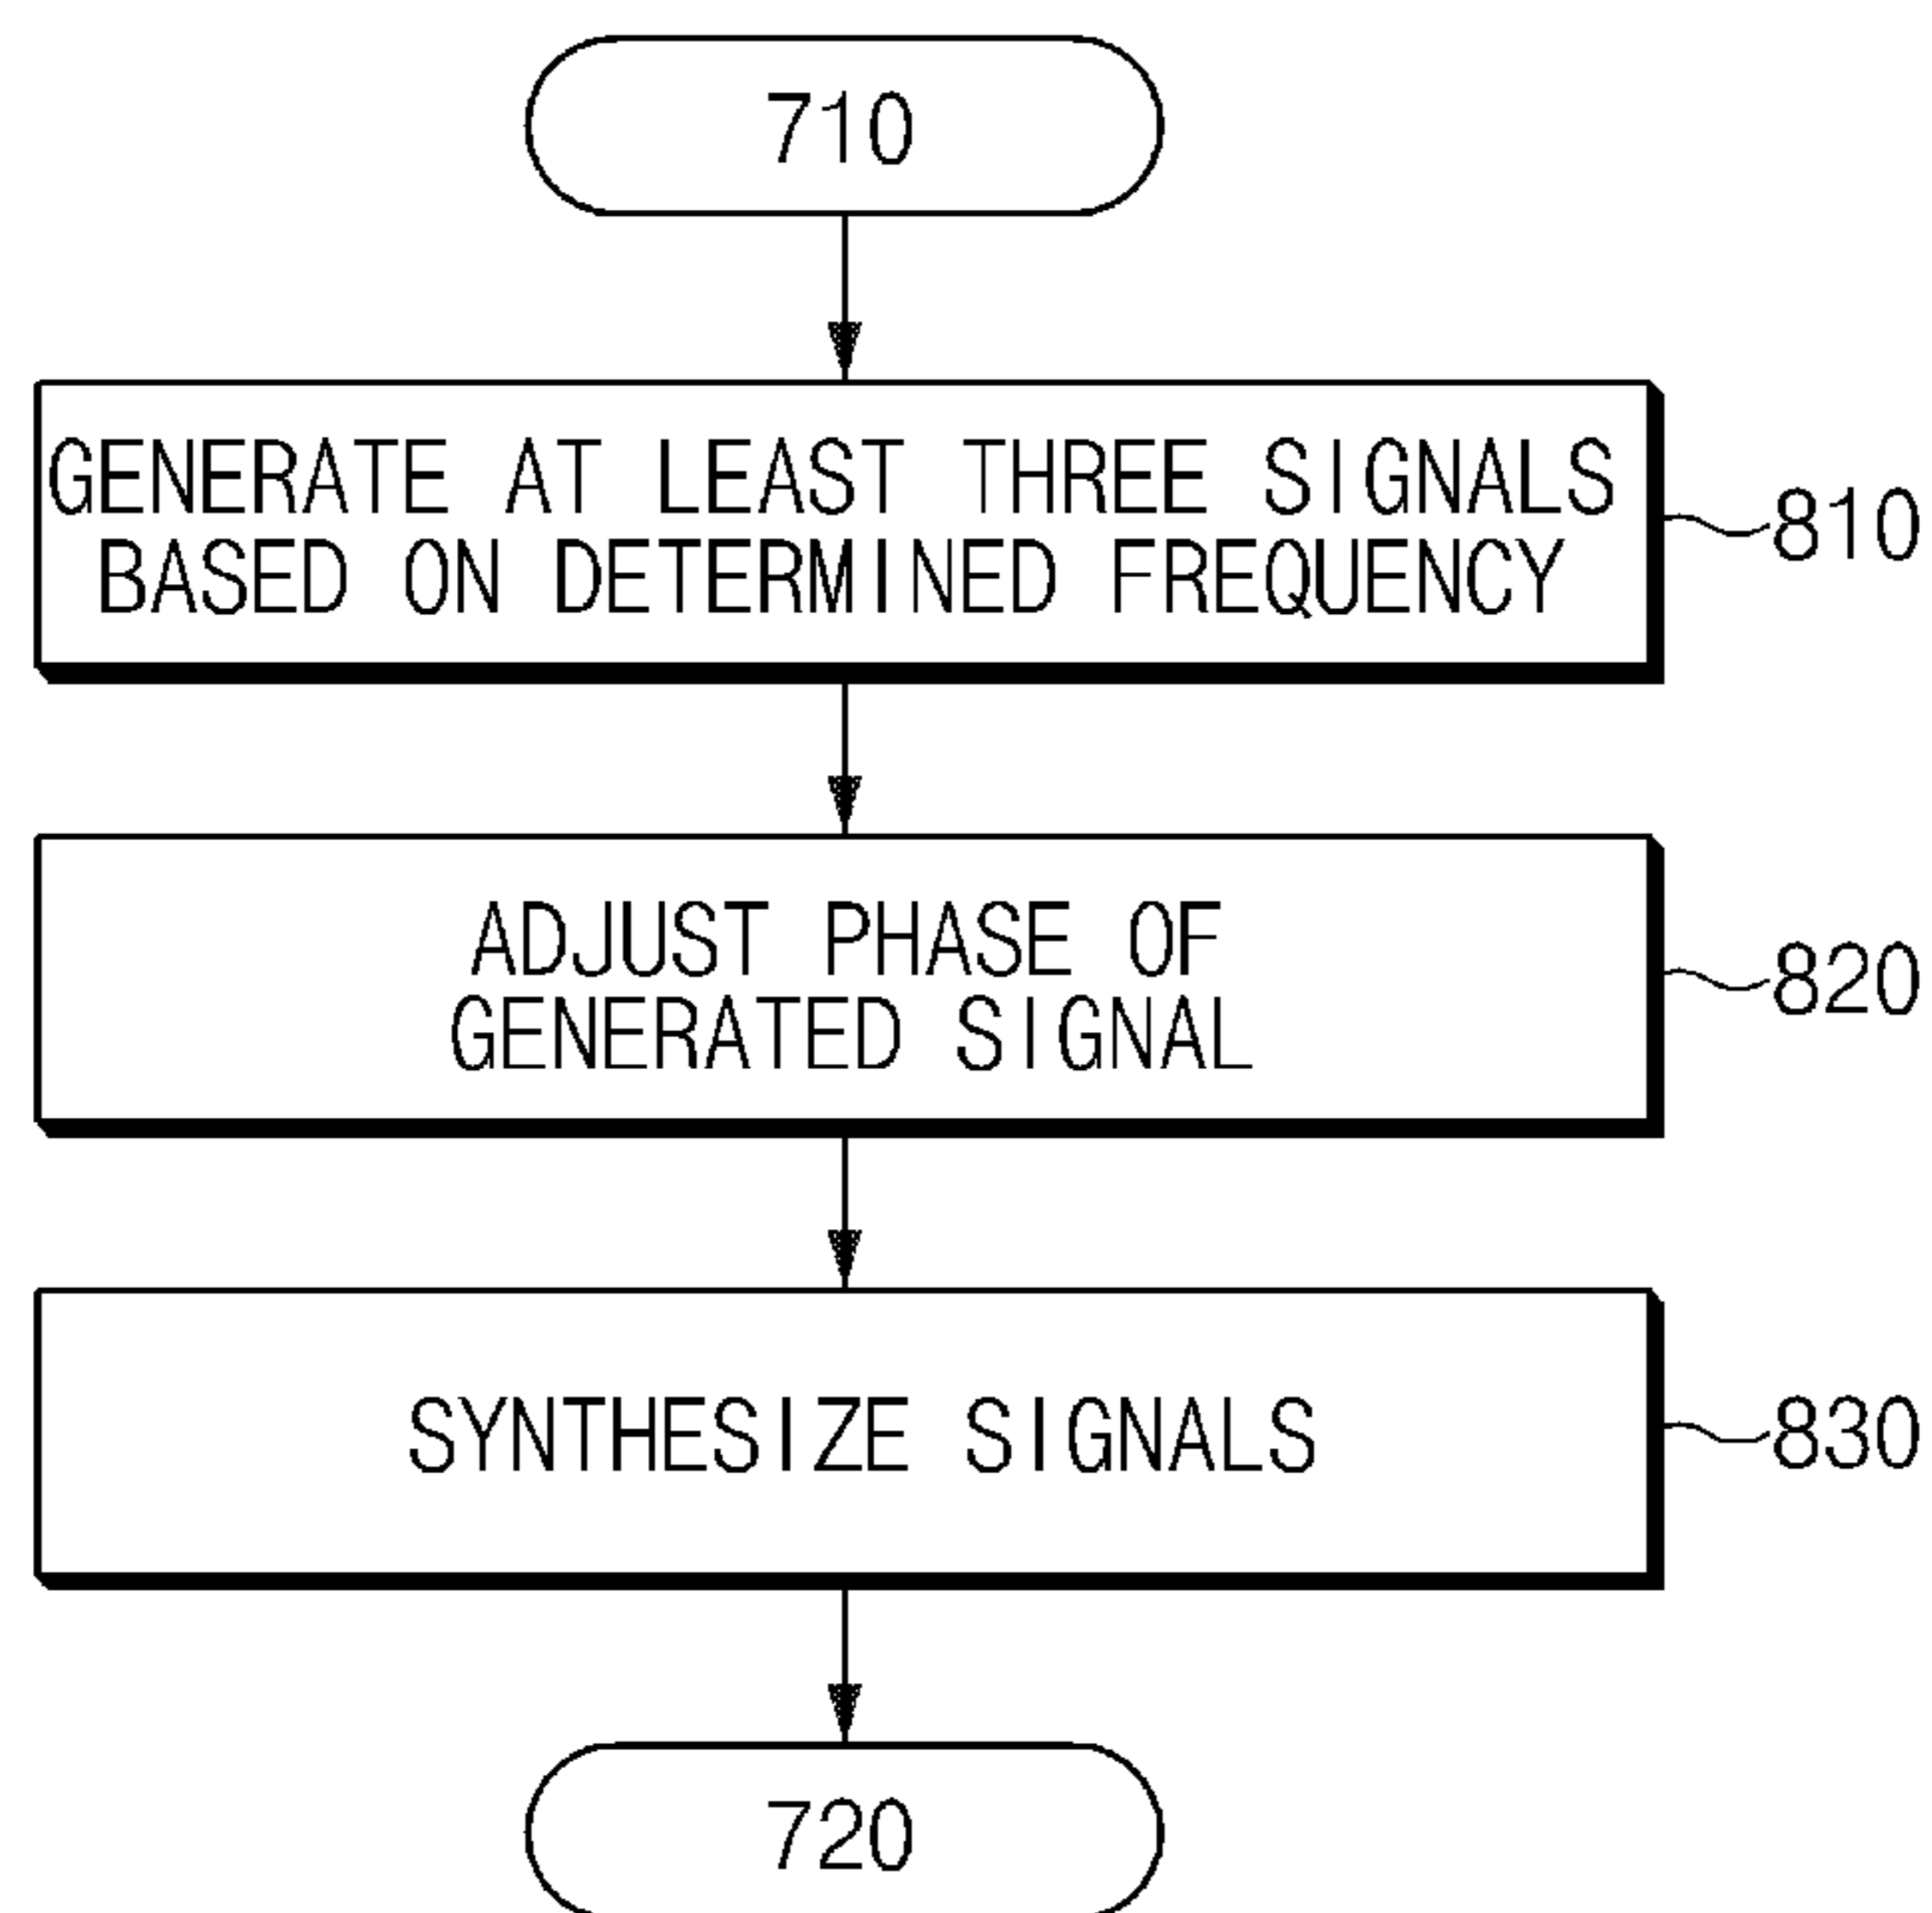 710
GENERATE AT LEAST THREE SIGNALS
BASED ON DETERMINED FREQUENCY
810
ADJUST PHASE OF
GENERATED SIGNAL
820
SYNTHESIZE SIGNALS
830
720